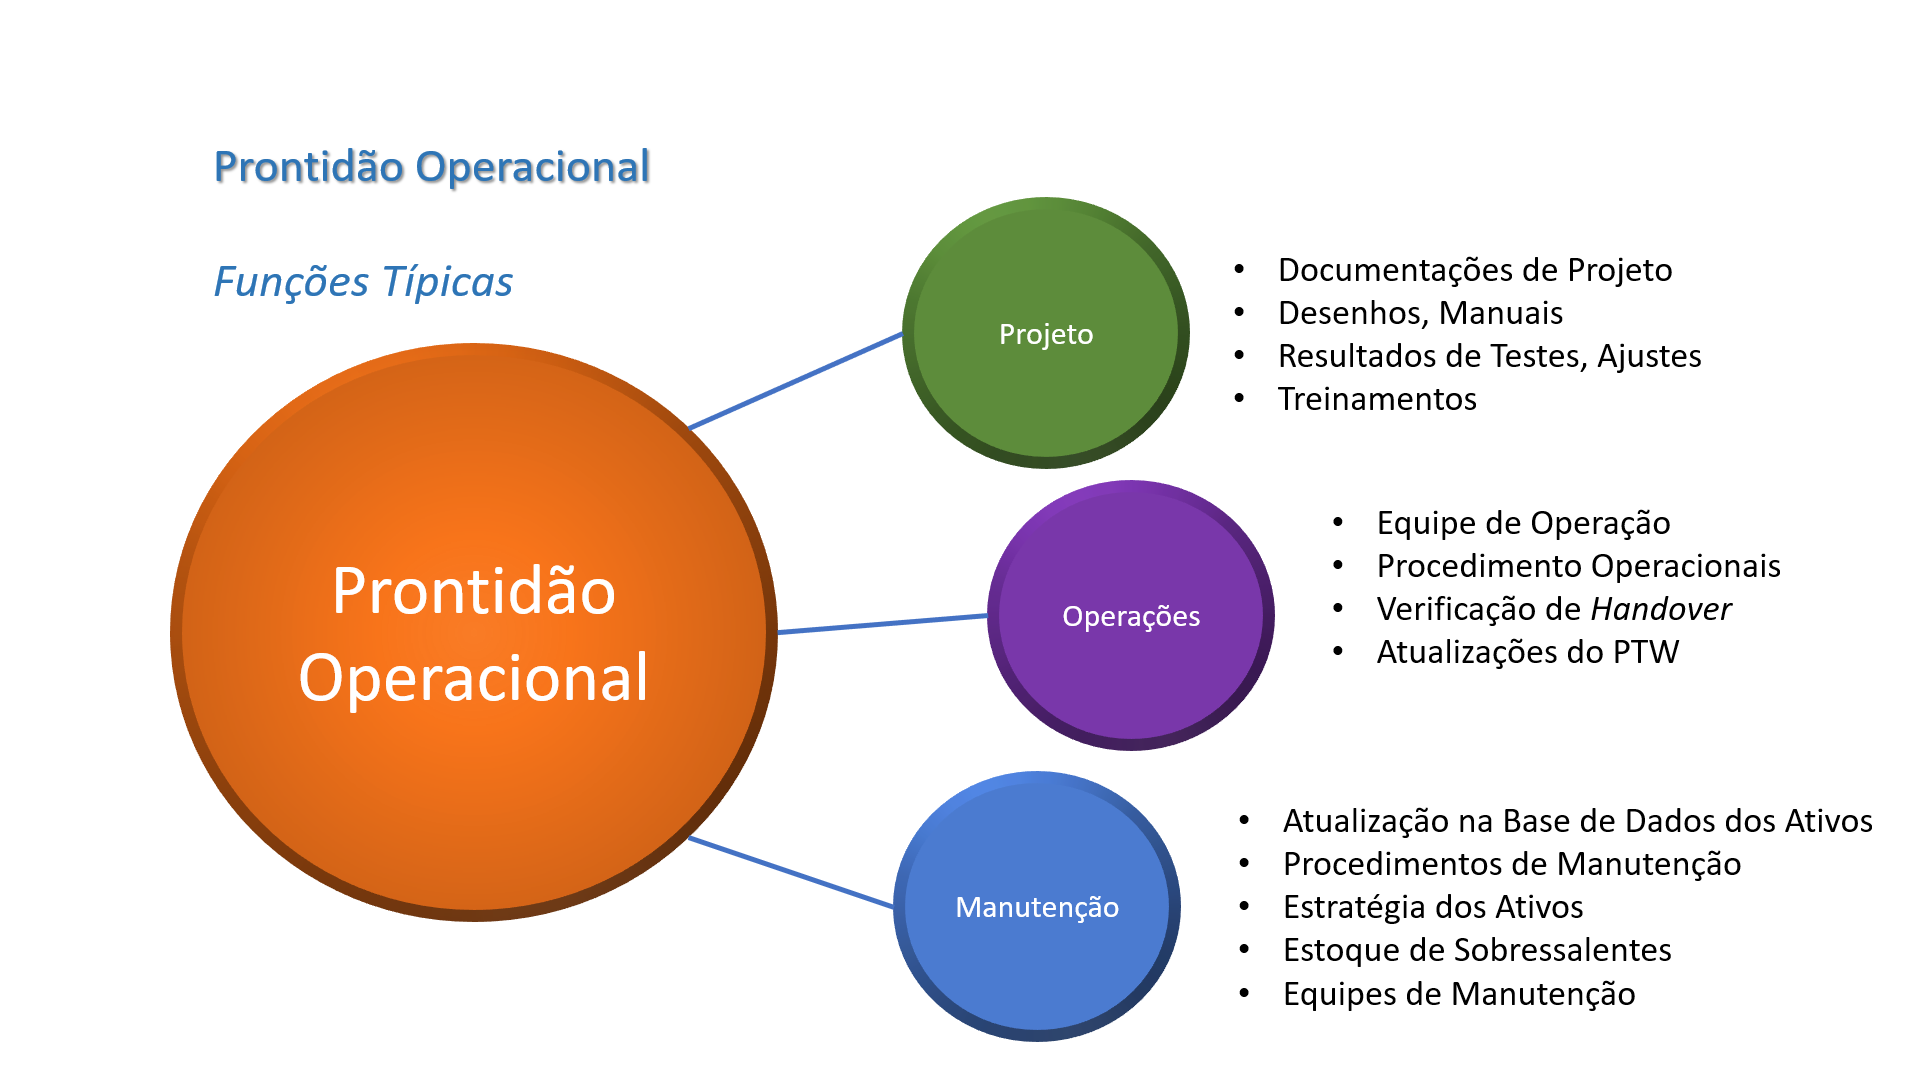 Prontidão Operacional
Funções Típicas
Prontidão
Operacional
Projeto
• Documentações de Projeto
• Desenhos, Manuais
• Resultados de Testes, Ajustes
• Treinamentos
Operações
• Equipe de Operação
• Procedimento Operacionais
• Verificação de Handover
• Atualizações do PTW
Manutenção
• Atualização na Base de Dados dos Ativos
• Procedimentos de Manutenção
• Estratégia dos Ativos
• Estoque de Sobressalentes
• Equipes de Manutenção